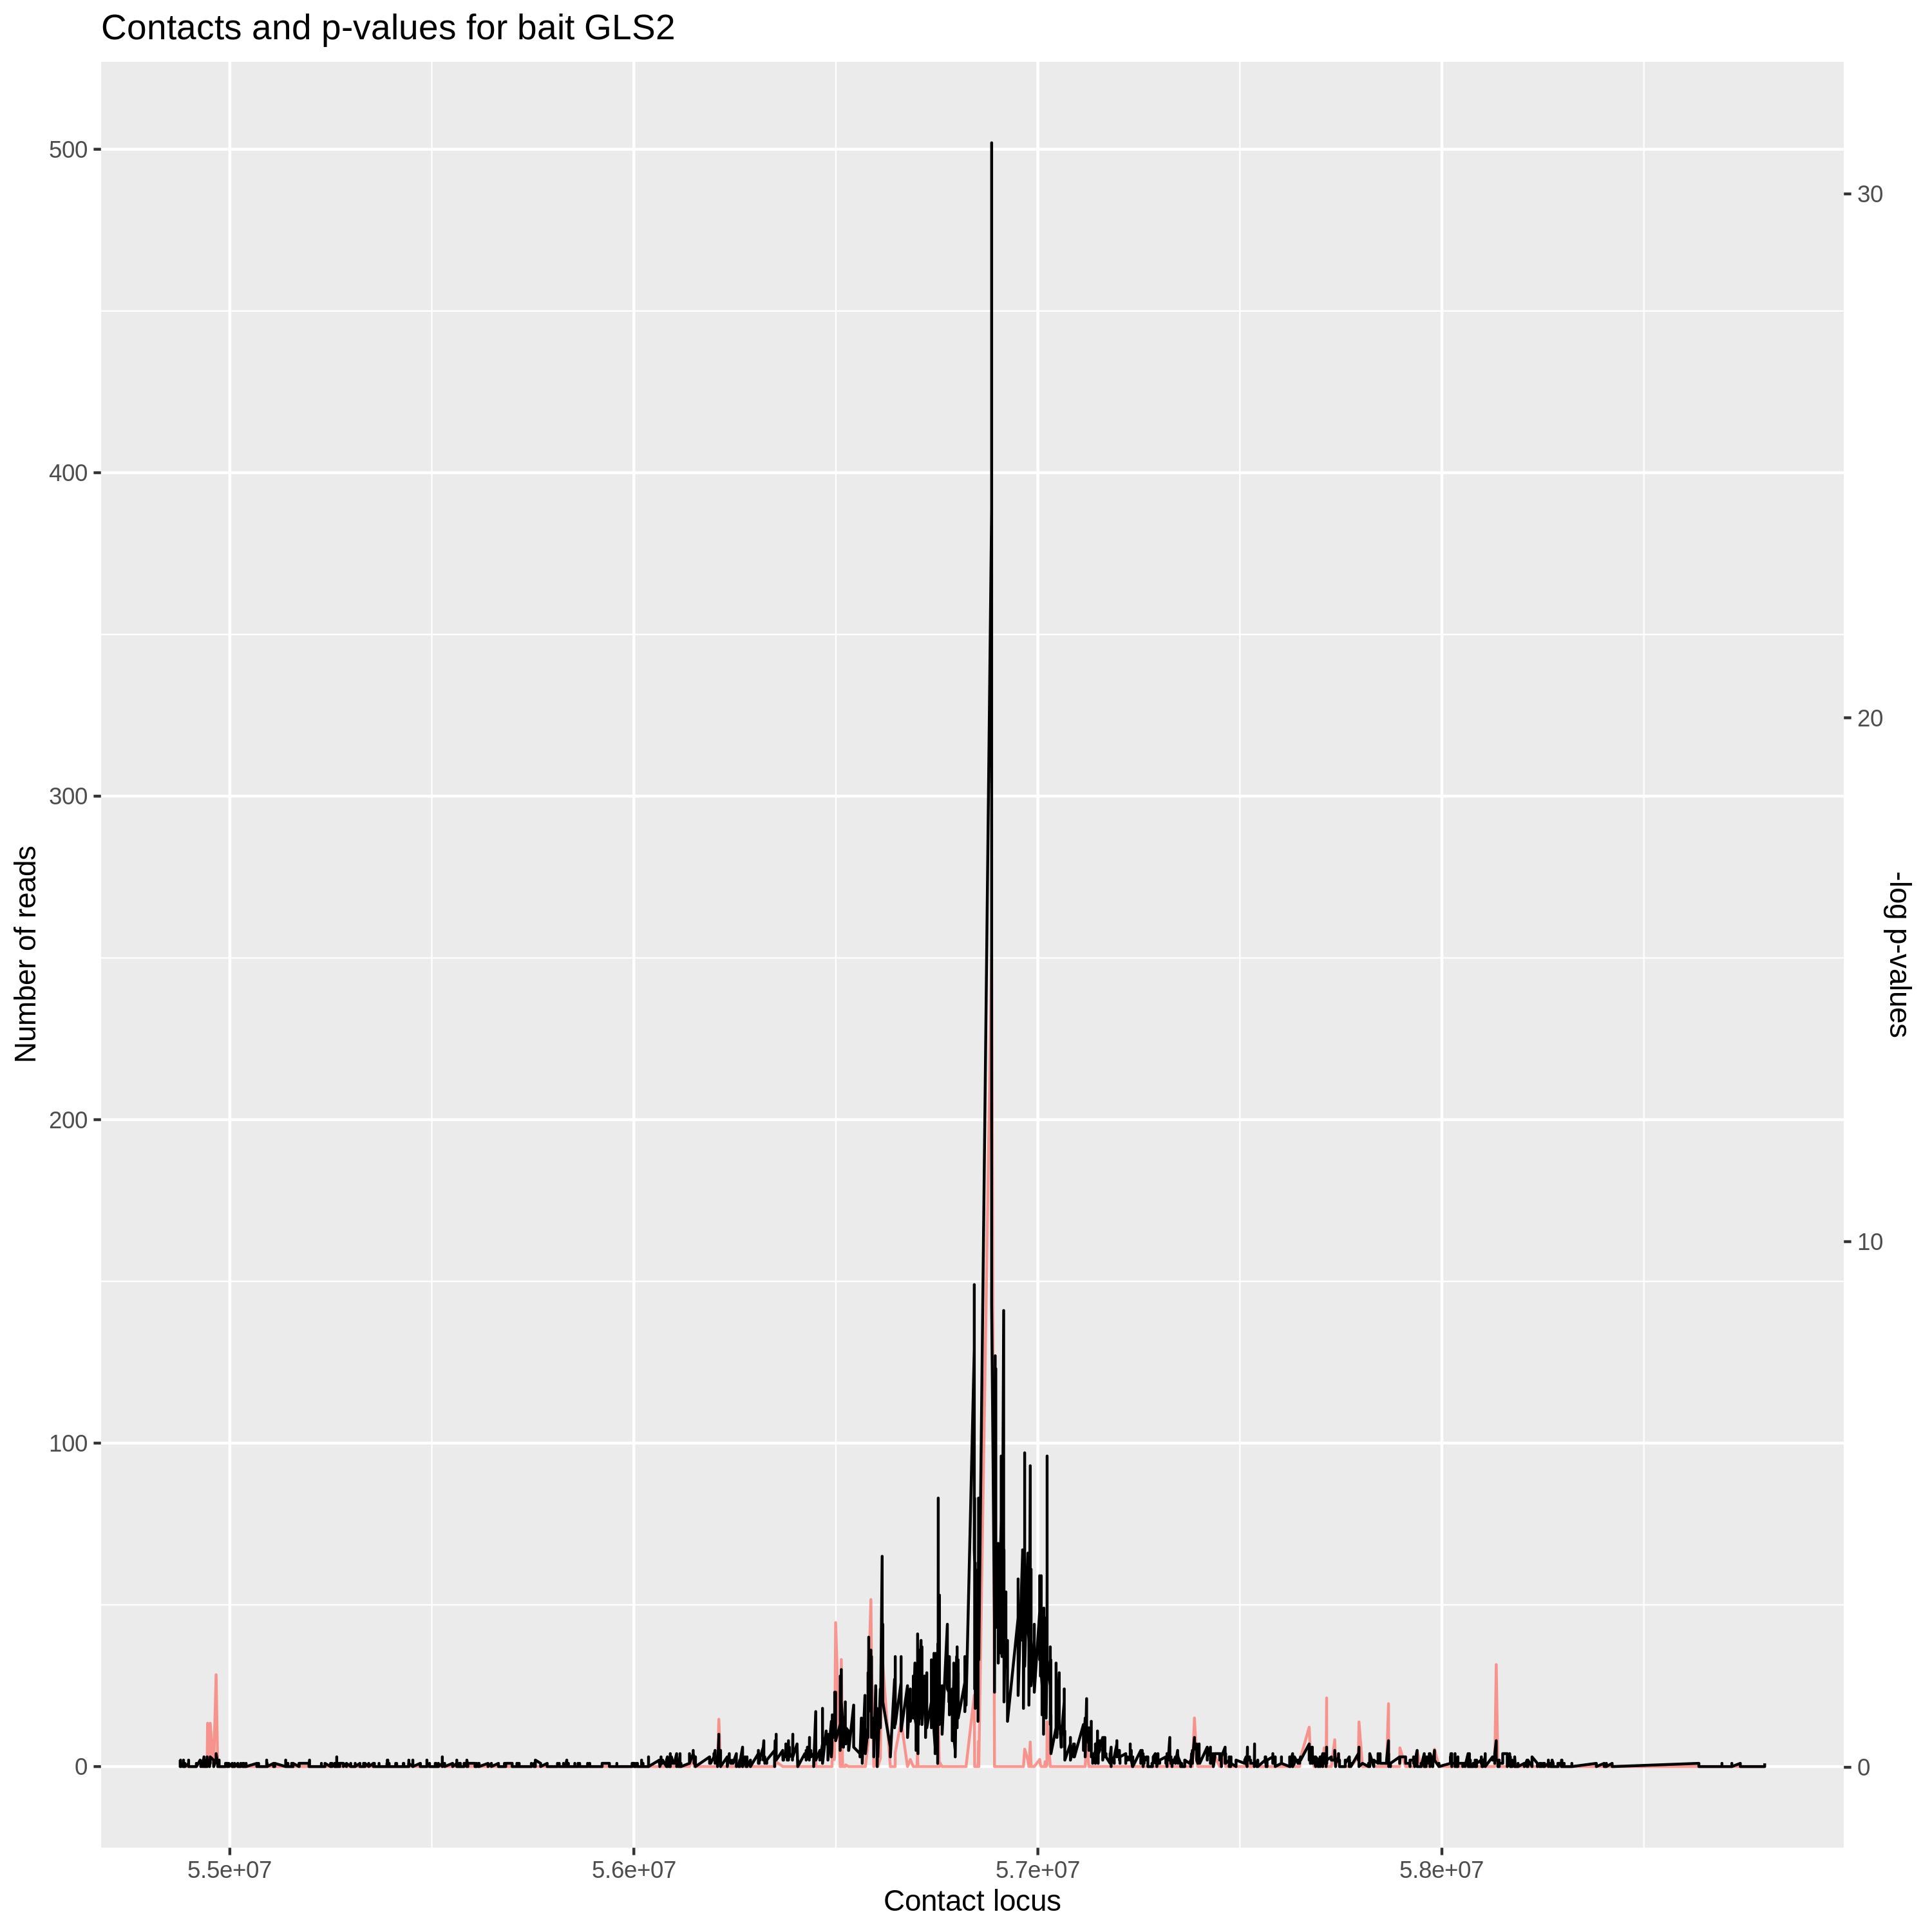 Contacts and p-values for bait GLS2
500
400
300
200
100
0
Number of reads
30
20
10
0
-log p-values
5.5e+07
5.6e+07
5.7e+07
5.8e+07
Contact locus